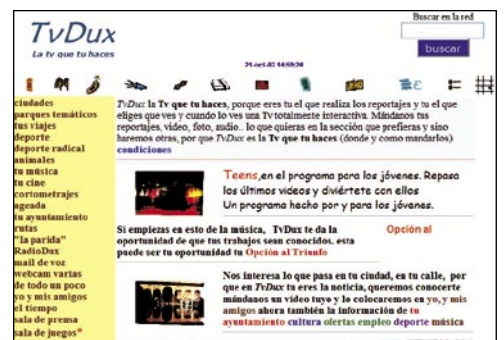 TvDux
La tv que tu haces
Buscar en la red
buscar
21-oct-03 14:59:24
ciudades
parques temáticos
tus viajes
deporte
deporte radical
animales
tu música
tu cine
cortometrajes
agenda
tu ayuntamiento
rutas
"la parida"
RadioDux
mail de voz
webcam varias
de todo un poco
yo y mis amigos
el tiempo
sala de prensa
sala de juegos*
TvDux: la Tv que tu haces, porque eres tu el que realiza los reportajes y tu el que
eliges que ves y cuando lo ves una Tv totalmente interactiva. Mándanos tus
reportajes, video, foto, audio.. lo que quieras en la sección que prefieras y sino
haremos otras, por que TvDux es la Tv que tu haces (donde y como mandarlos)
condiciones
Teens,en el programa para los jóvenes. Repasa
los últimos videos y diviértete con ellos
Un programa hecho por y para los jóvenes.
Si empiezas en esto de la música, TvDux te da la
oportunidad de que tus trabajos sean conocidos, esta
puede ser tu oportunidad tu Opción al Triunfo
Opción al
Nos interesa lo que pasa en tu ciudad, en tu calle, por
que en TvDux tu eres la noticia, queremos conocerte
mándanos un video tuyo y lo colocaremos en yo, y mis
amigos ahora también la información de tu
ayuntamiento cultura ofertas empleo deporte música